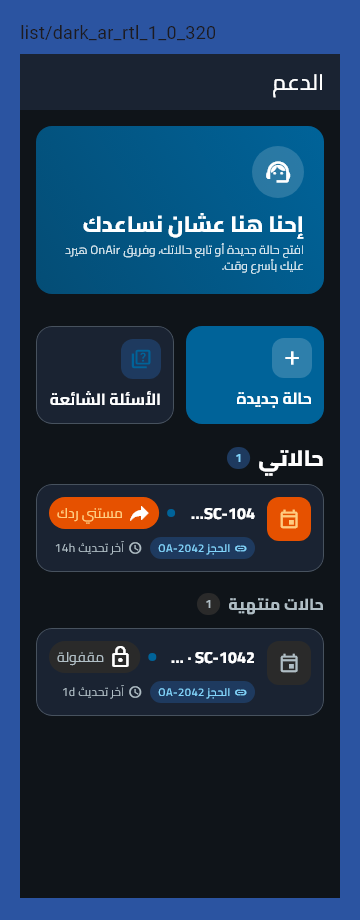 list/dark_ar_rtl_1_0_320
الدعم
إحنا هنا عشان نساعدك
افتح حالة جديدة أو تابع حالاتك، وفريق OnAir هيرد
عليك بأسرع وقت.
حالة جديدة
الأسئلة الشائعة
حالاتي 1
SC-104...
مستني ردك
الحجز OA-2042
آخر تحديث 14h
حالات منتهية 1
SC-1042 · ...
مقفولة
الحجز OA-2042
آخر تحديث 1d